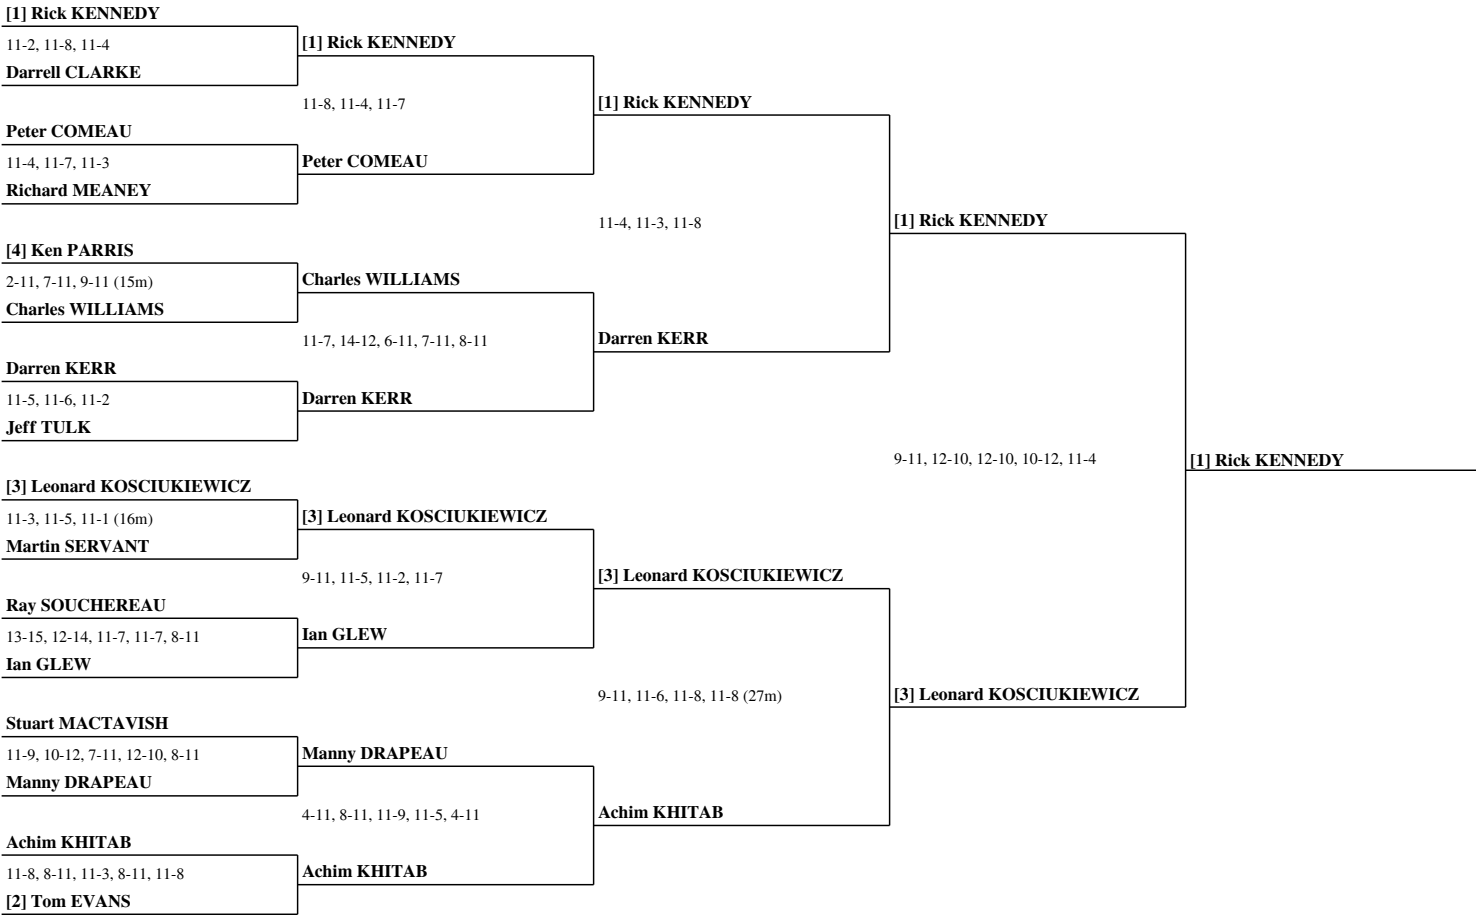 [1] Rick KENNEDY
11-2, 11-8, 11-4
Darrell CLARKE
Peter COMEAU
11-4, 11-7, 11-3
Richard MEANEY
[4] Ken PARRIS
2-11, 7-11, 9-11 (15m)
Charles WILLIAMS
Darren KERR
11-5, 11-6, 11-2
Jeff TULK
[3] Leonard KOSCIUKIEWICZ
11-3, 11-5, 11-1 (16m)
Martin SERVANT
Ray SOUCHEREAU
13-15, 12-14, 11-7, 11-7, 8-11
Ian GLEW
Stuart MACTAVISH
11-9, 10-12, 7-11, 12-10, 8-11
Manny DRAPEAU
Achim KHITAB
11-8, 8-11, 11-3, 8-11, 11-8
[2] Tom EVANS
[1] Rick KENNEDY
11-8, 11-4, 11-7
Peter COMEAU
Charles WILLIAMS
11-7, 14-12, 6-11, 7-11, 8-11
Darren KERR
[3] Leonard KOSCIUKIEWICZ
9-11, 11-5, 11-2, 11-7
Ian GLEW
Manny DRAPEAU
4-11, 8-11, 11-9, 11-5, 4-11
Achim KHITAB
[1] Rick KENNEDY
11-4, 11-3, 11-8
Darren KERR
[3] Leonard KOSCIUKIEWICZ
9-11, 11-6, 11-8, 11-8 (27m)
Achim KHITAB
[1] Rick KENNEDY
9-11, 12-10, 12-10, 10-12, 11-4
[3] Leonard KOSCIUKIEWICZ
[1] Rick KENNEDY